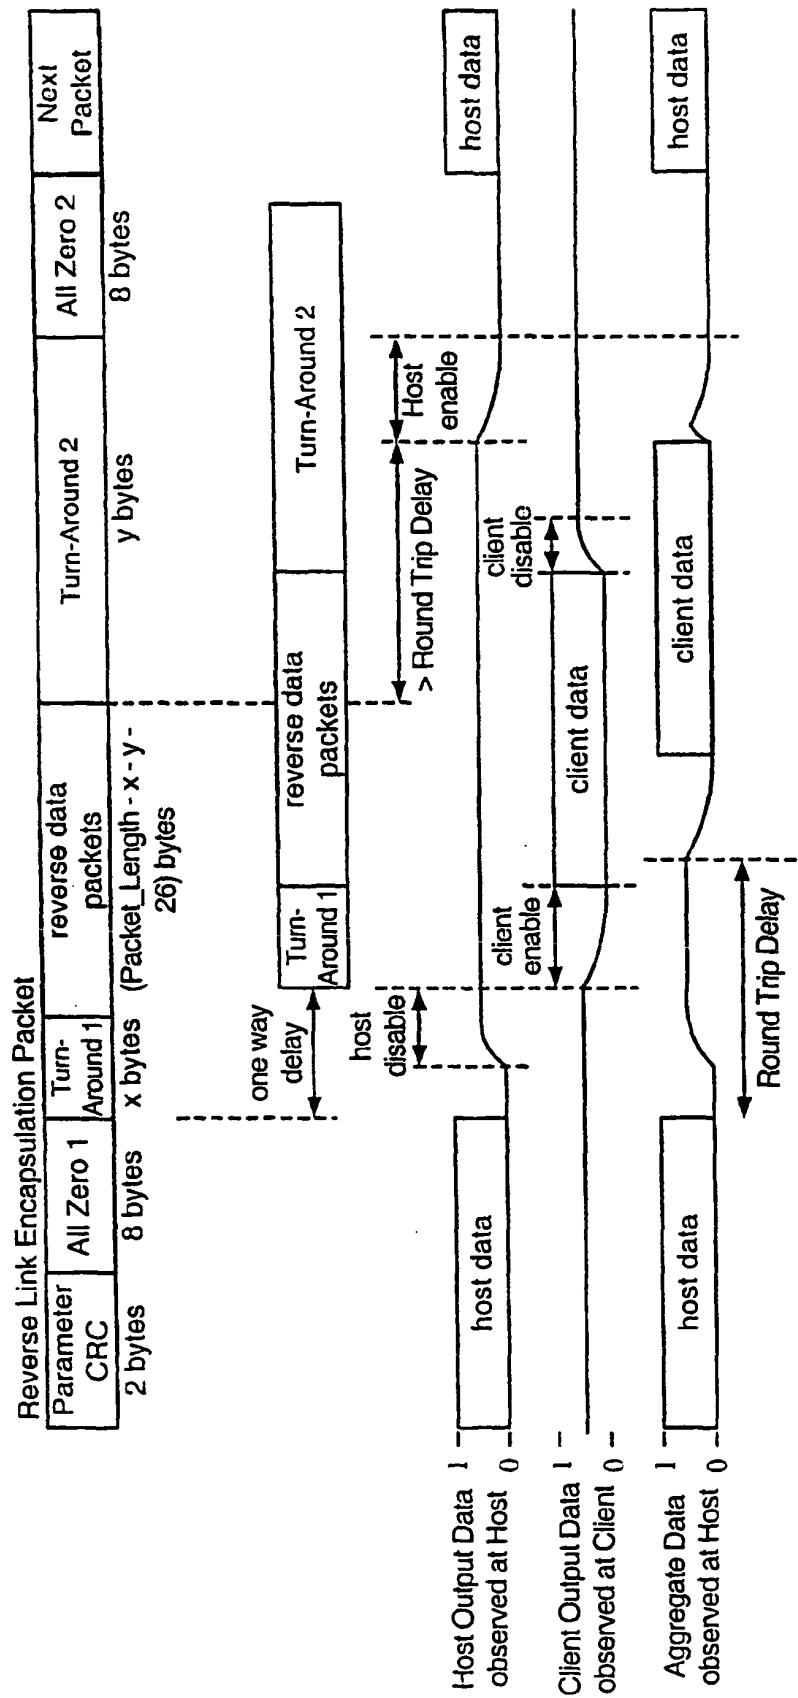 Reverse Link Encapsulation Packet
Parameter
CRC
All Zero 1
Turn-
Around 1
reverse data
packets
Turn-Around 2
All Zero 2
Next
Packet
2 bytes
8 bytes
x bytes
(Packet_Length - x - y -
26) bytes
y bytes
8 bytes
one way
delay
Turn-
Around 1
reverse data
packets
Turn-Around 2
host
disable
> Round Trip Delay
Host
enable
Host Output Data
observed at Host
1
0
host data
host data
client
enable
client
disable
Client Output Data
observed at Client
1
0
client data
Aggregate Data
observed at Host
1
0
host data
client data
host data
Round Trip Delay